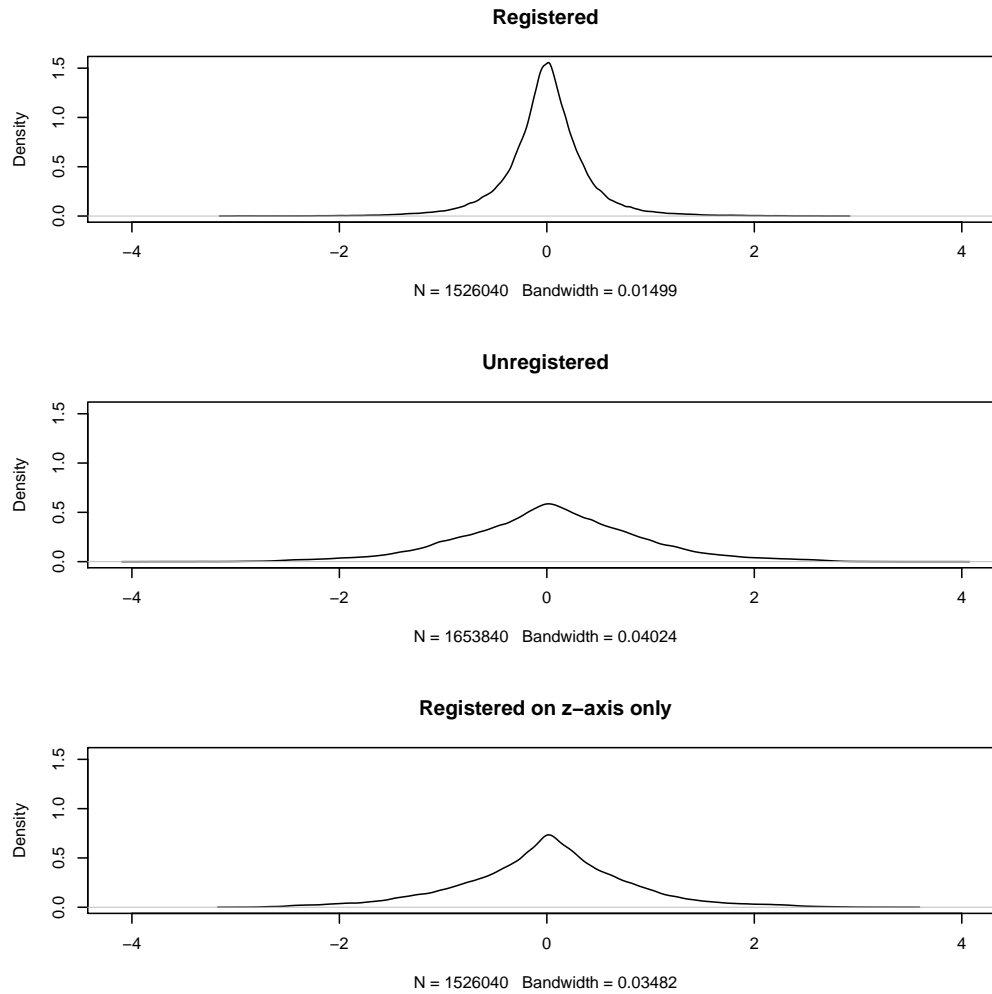 Registered
Density
0.0 0.5 1.0 1.5
−4 −2 0 2 4
N = 1526040 Bandwidth = 0.01499
Unregistered
Density
0.0 0.5 1.0 1.5
−4 −2 0 2 4
N = 1653840 Bandwidth = 0.04024
Registered on z−axis only
Density
0.0 0.5 1.0 1.5
−4 −2 0 2 4
N = 1526040 Bandwidth = 0.03482